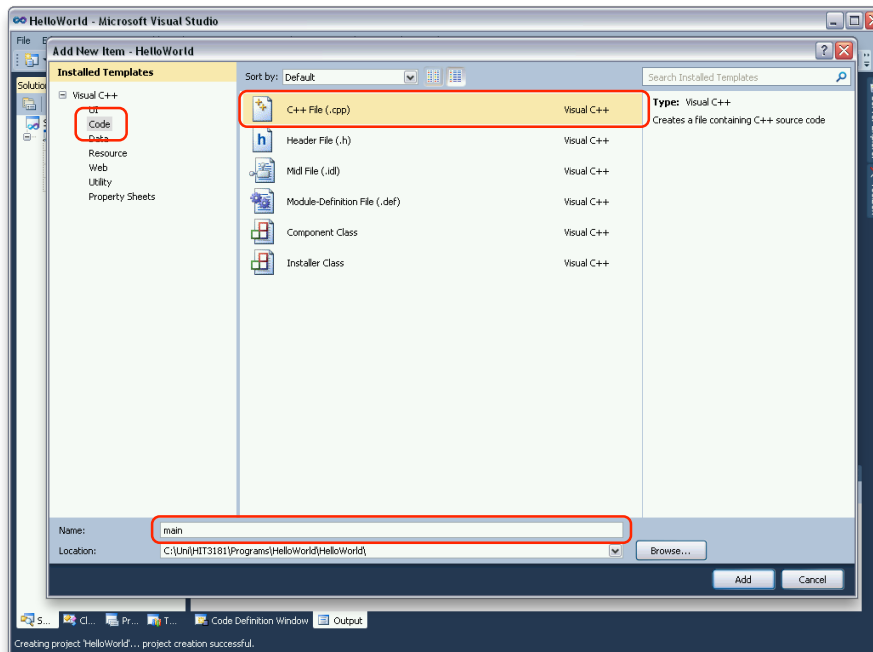 HelloWorld - Microsoft Visual Studio
File
Add New Item - HelloWorld
Installed Templates
Sort by: Default
Search Installed Templates
Visual C++
UI
Code
Data
Resource
Web
Utility
Property Sheets
C++ File (.cpp) Visual C++
Header File (.h) Visual C++
Midl File (.idl) Visual C++
Module-Definition File (.def) Visual C++
Component Class Visual C++
Installer Class Visual C++
Type: Visual C++
Creates a file containing C++ source code
Name: main
Location: C:\Uni\HIT3181\Programs\HelloWorld\HelloWorld\
Browse...
Add Cancel
S... Cl... Pr... T... Code Definition Window Output
Creating project 'HelloWorld'... project creation successful.